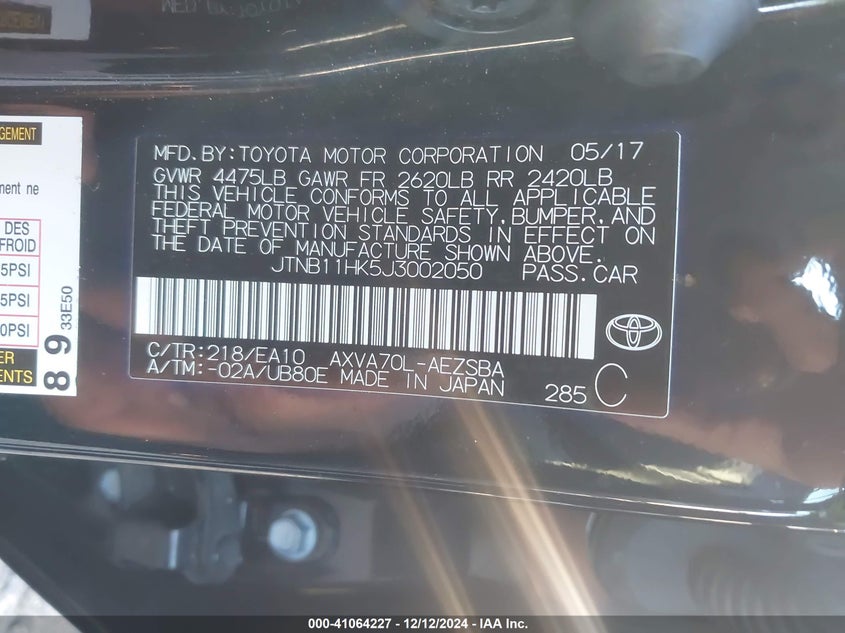 GEMENT
itement ne
DES
FROID
5PSI
5PSI
0PSI
ER
ENTS
89
33E50
MFD.BY:TOYOTA MOTOR CORPORATION 05/17
GVWR 4475LB GAWR FR 2620LB RR 2420LB
THIS VEHICLE CONFORMS TO ALL APPLICABLE
FEDERAL MOTOR VEHICLE SAFETY,BUMPER,AND
THEFT PREVENTION STANDARDS IN EFFECT ON
THE DATE OF MANUFACTURE SHOWN ABOVE.
JTNB11HK5J3002050 PASS.CAR
C/TR:218/EA10 AXVA70L-AEZSBA
A/TM:-02A/UB80E MADE IN JAPAN
285 C
000-41064227 - 12/12/2024 - IAA Inc.